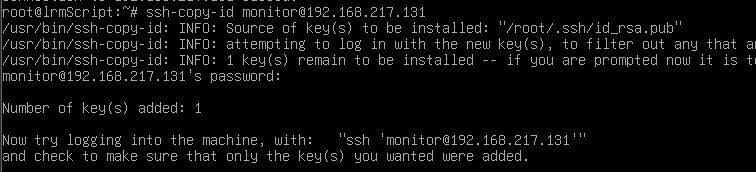 root@lrmScript:~# ssh-copy-id monitor@192.168.217.131
/usr/bin/ssh-copy-id: INFO: Source of key(s) to be installed: "/root/.ssh/id_rsa.pub"
/usr/bin/ssh-copy-id: INFO: attempting to log in with the new key(s), to filter out any that
/usr/bin/ssh-copy-id: INFO: 1 key(s) remain to be installed -- if you are prompted now it is
monitor@192.168.217.131's password:
Number of key(s) added: 1
Now try logging into the machine, with:   "ssh 'monitor@192.168.217.131'"
and check to make sure that only the key(s) you wanted were added.